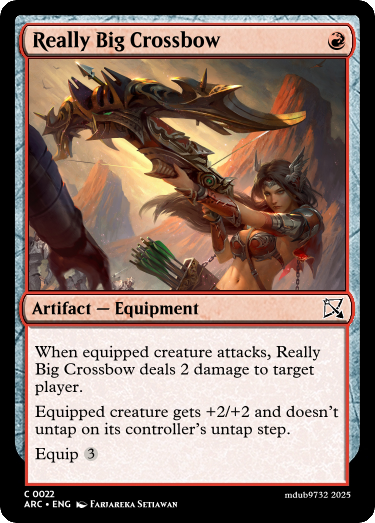 Really Big Crossbow
Artifact — Equipment
When equipped creature attacks, Really
Big Crossbow deals 2 damage to target
player.
Equipped creature gets +2/+2 and doesn't
untap on its controller's untap step.
Equip 3
C 0022
ARC • ENG Farjareka Setiawan
mdub9732 2025